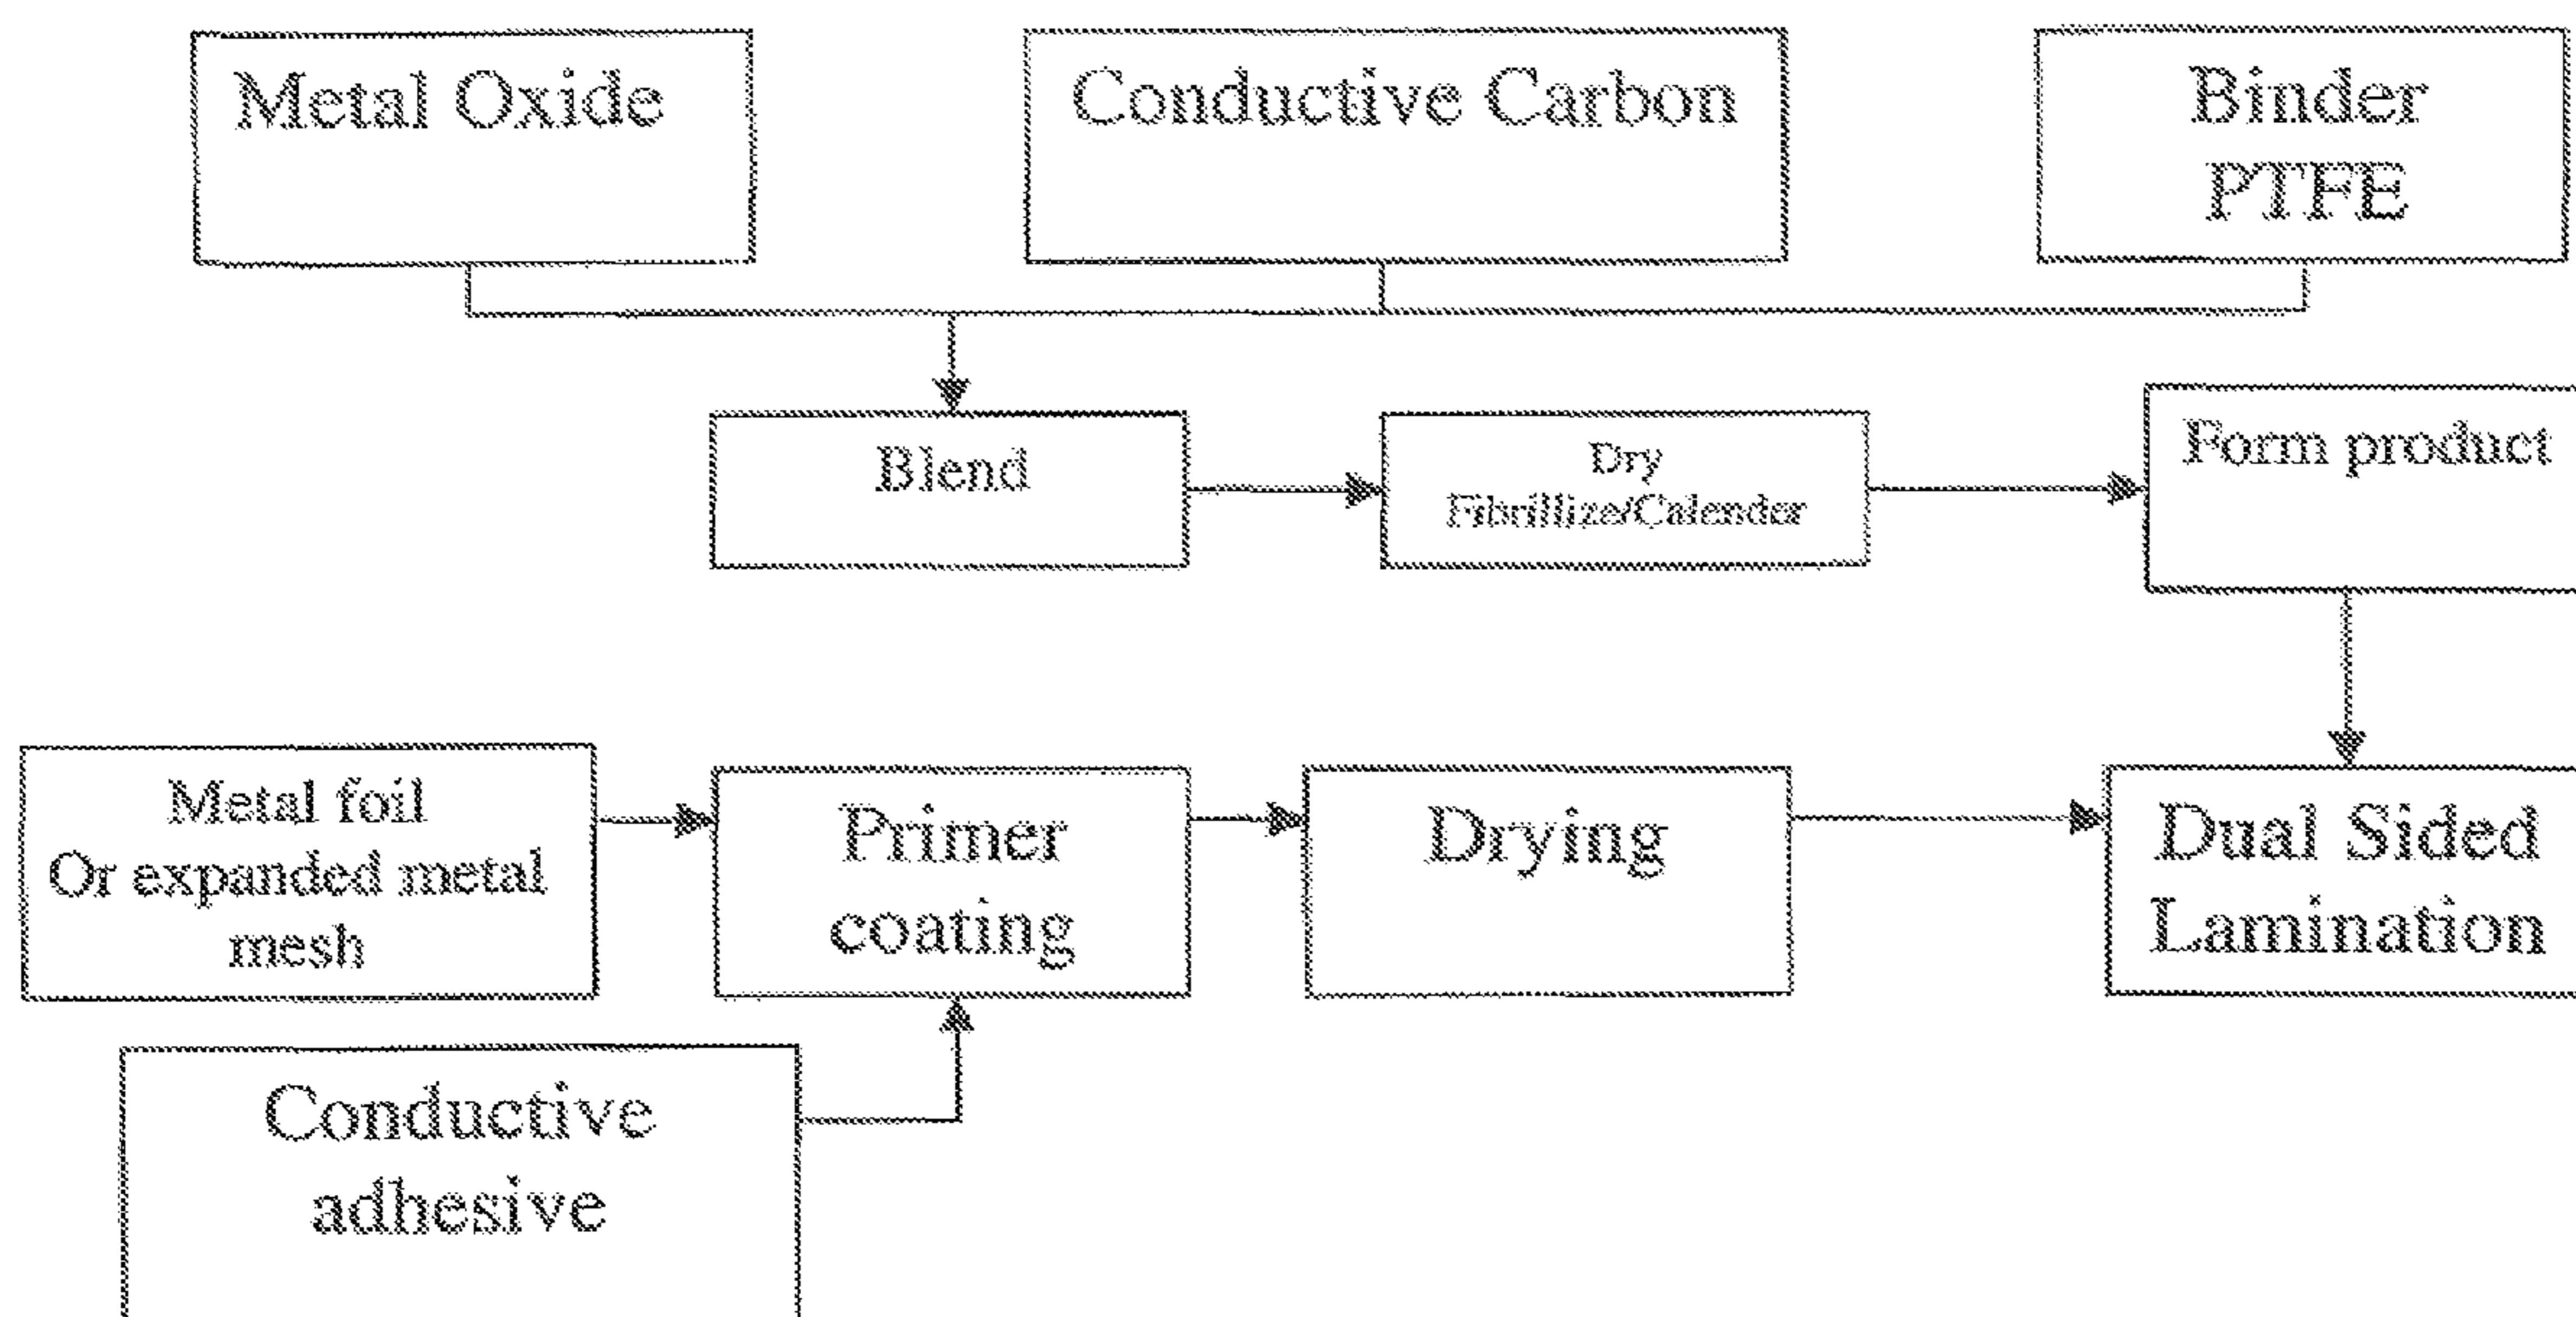 Metal Oxide
Conductive Carbon
Binder
PTFE
Blend
Dry
Fibrillize/Calender
Form product
Metal foil
Or expanded metal
mesh
Primer
coating
Drying
Dual Sided
Lamination
Conductive
adhesive